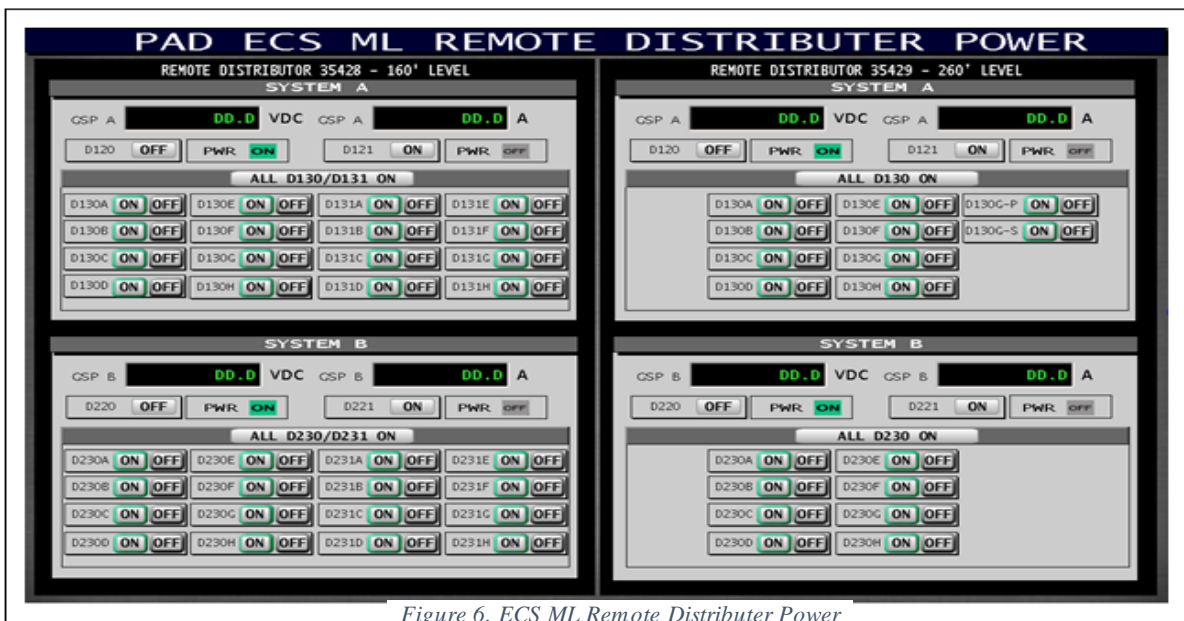 PAD ECS ML REMOTE DISTRIBUTER POWER
REMOTE DISTRIBUTOR 35428 - 160' LEVEL
SYSTEM A
GSP A DD.D VDC GSP A DD.D A
D120 OFF PWR ON D121 ON PWR OFF
ALL D130/D131 ON
D130A ON OFF D130E ON OFF D131A ON OFF D131E ON OFF
D130B ON OFF D130F ON OFF D131B ON OFF D131F ON OFF
D130C ON OFF D130G ON OFF D131C ON OFF D131G ON OFF
D130D ON OFF D130H ON OFF D131D ON OFF D131H ON OFF
SYSTEM B
GSP B DD.D VDC GSP B DD.D A
D220 OFF PWR ON D221 ON PWR OFF
ALL D230/D231 ON
D230A ON OFF D230E ON OFF D231A ON OFF D231E ON OFF
D230B ON OFF D230F ON OFF D231B ON OFF D231F ON OFF
D230C ON OFF D230G ON OFF D231C ON OFF D231G ON OFF
D230D ON OFF D230H ON OFF D231D ON OFF D231H ON OFF
REMOTE DISTRIBUTOR 35429 - 260' LEVEL
SYSTEM A
GSP A DD.D VDC GSP A DD.D A
D120 OFF PWR ON D121 ON PWR OFF
ALL D130 ON
D130A ON OFF D130E ON OFF D130G-P ON OFF
D130B ON OFF D130F ON OFF D130G-S ON OFF
D130C ON OFF D130G ON OFF
D130D ON OFF D130H ON OFF
SYSTEM B
GSP B DD.D VDC GSP B DD.D A
D220 OFF PWR ON D221 ON PWR OFF
ALL D230 ON
D230A ON OFF D230E ON OFF
D230B ON OFF D230F ON OFF
D230C ON OFF D230G ON OFF
D230D ON OFF D230H ON OFF
Figure 6. ECS ML Remote Distributer Power